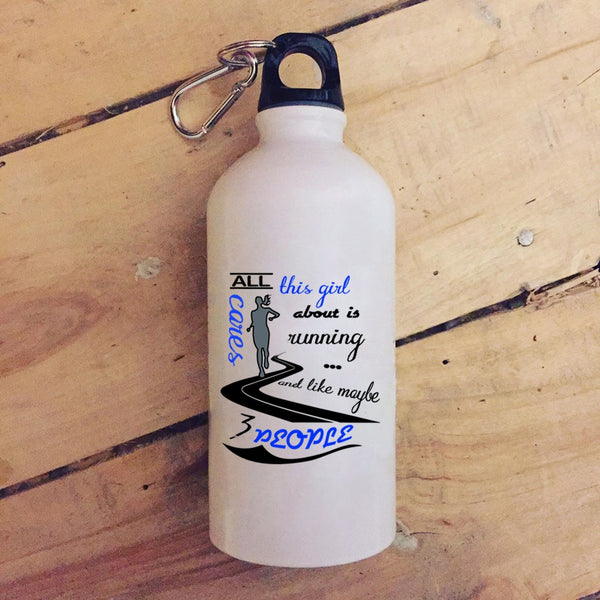 ALL this girl
cares
about is
running
...
and like maybe
3 PEOPLE